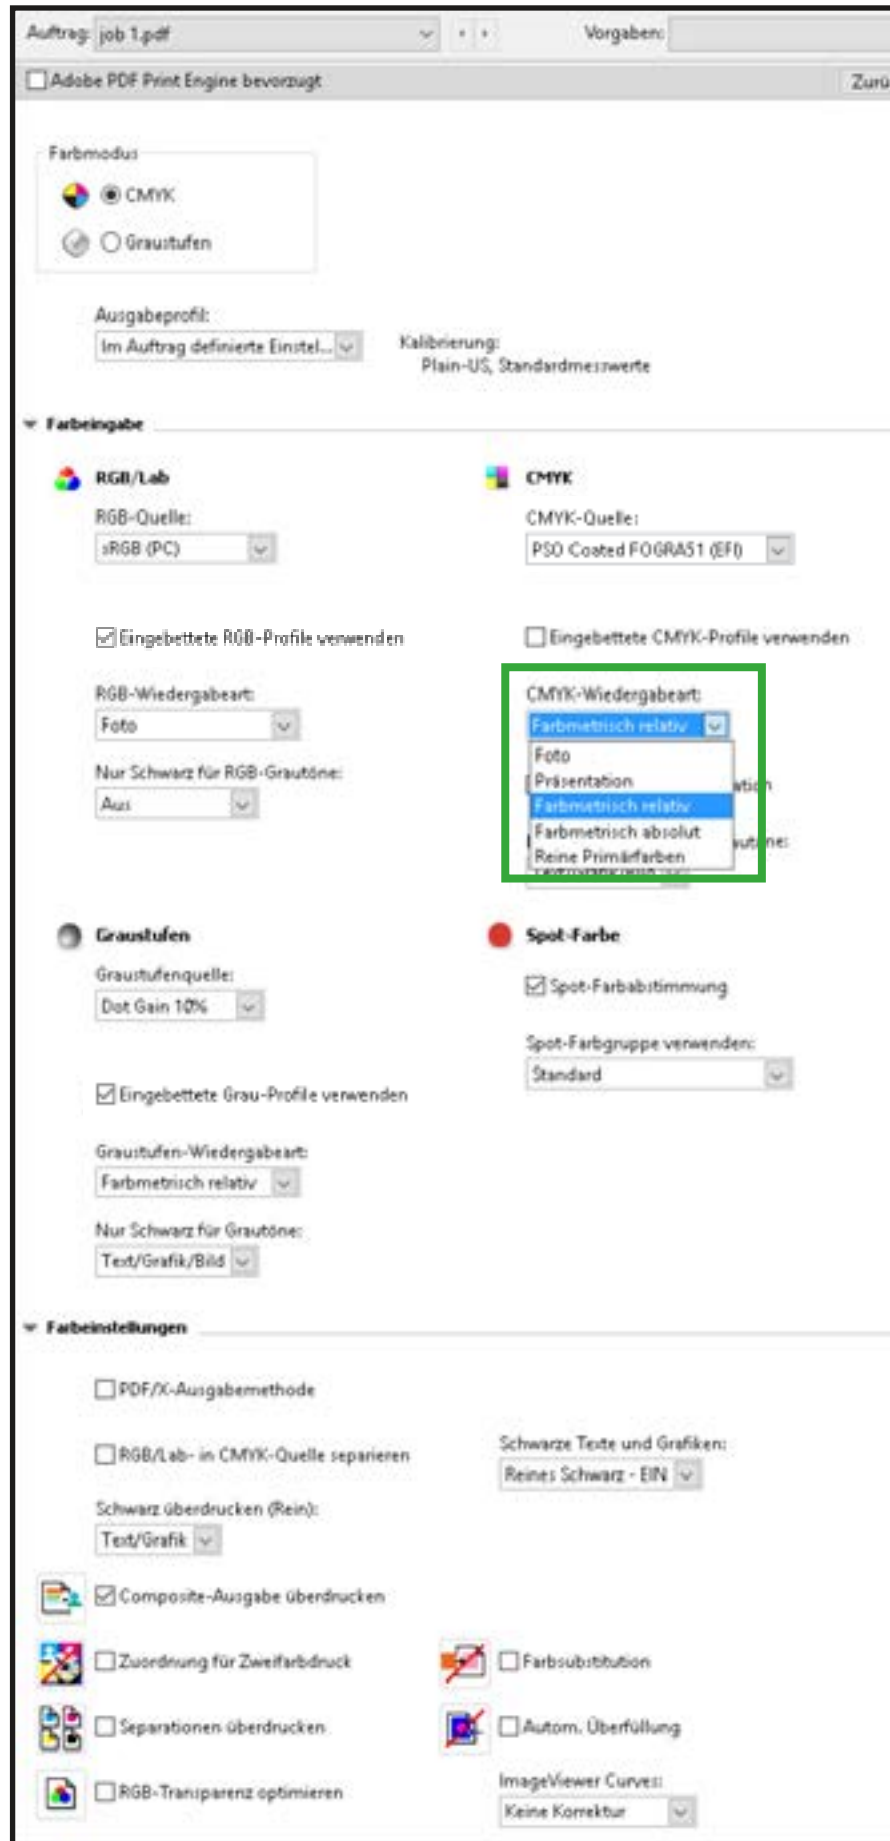 Auftrag: job 1.pdf Vorgaben:
Adobe PDF Print Engine bevorzugt Zurü
Farbmodus
CMYK
Graustufen
Ausgabeprofil:
Im Auftrag definierte Einstel...
Kalibrierung:
Plain-US, Standardmesswerte
Farbeingabe
RGB/Lab
RGB-Quelle:
sRGB (PC)
Eingebettete RGB-Profile verwenden
RGB-Wiedergabeart:
Foto
Nur Schwarz für RGB-Grautöne:
Aus
CMYK
CMYK-Quelle:
PSO Coated FOGRA51 (EFI)
Eingebettete CMYK-Profile verwenden
CMYK-Wiedergabeart:
Farbmetrisch relativ
Foto
Präsentation
Farbmetrisch relativ
Farbmetrisch absolut
Reine Primärfarben
Graustufen
Graustufenquelle:
Dot Gain 10%
Eingebettete Grau-Profile verwenden
Graustufen-Wiedergabeart:
Farbmetrisch relativ
Nur Schwarz für Grautöne:
Text/Grafik/Bild
Spot-Farbe
Spot-Farbabstimmung
Spot-Farbgruppe verwenden:
Standard
Farbeinstellungen
PDF/X-Ausgabemethode
RGB/Lab- in CMYK-Quelle separieren
Schwarze Texte und Grafiken:
Reines Schwarz - EIN
Schwarz überdrucken (Rein):
Text/Grafik
Composite-Ausgabe überdrucken
Zuordnung für Zweifarbdruck
Farbsubstitution
Separationen überdrucken
Autom. Überfüllung
RGB-Transparenz optimieren
ImageViewer Curves:
Keine Korrektur